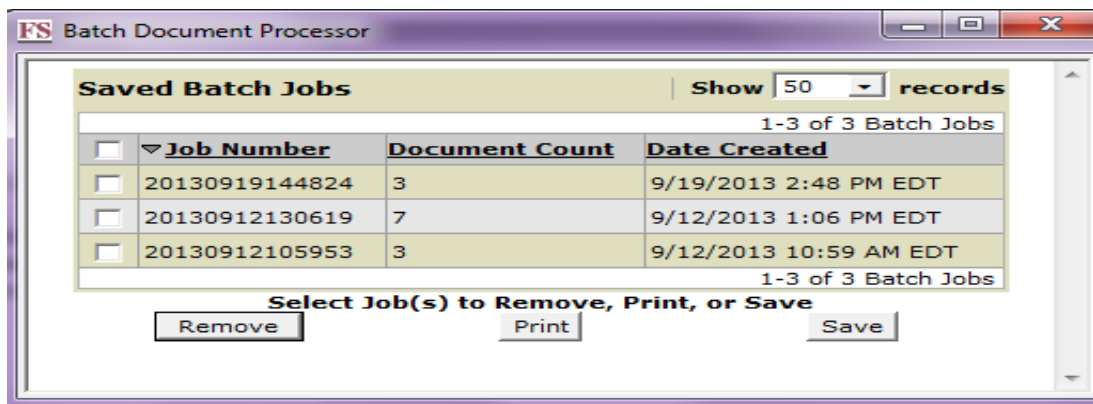 FS Batch Document Processor
Saved Batch Jobs Show 50 records
1-3 of 3 Batch Jobs
Job Number Document Count Date Created
20130919144824 3 9/19/2013 2:48 PM EDT
20130912130619 7 9/12/2013 1:06 PM EDT
20130912105953 3 9/12/2013 10:59 AM EDT
1-3 of 3 Batch Jobs
Select Job(s) to Remove, Print, or Save
Remove Print Save